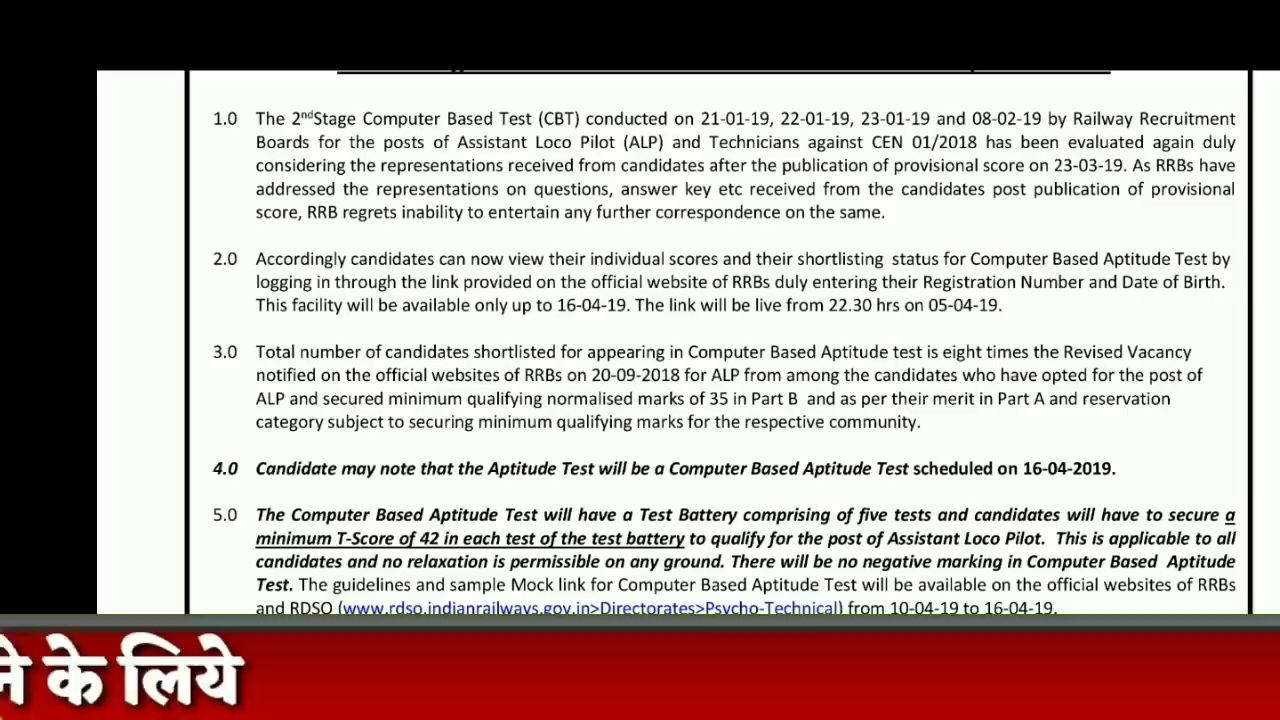 1.0 The 2ndStage Computer Based Test (CBT) conducted on 21-01-19, 22-01-19, 23-01-19 and 08-02-19 by Railway Recruitment
Boards for the posts of Assistant Loco Pilot (ALP) and Technicians against CEN 01/2018 has been evaluated again duly
considering the representations received from candidates after the publication of provisional score on 23-03-19. As RRBs have
addressed the representations on questions, answer key etc received from the candidates post publication of provisional
score, RRB regrets inability to entertain any further correspondence on the same.
2.0 Accordingly candidates can now view their individual scores and their shortlisting status for Computer Based Aptitude Test by
logging in through the link provided on the official website of RRBs duly entering their Registration Number and Date of Birth.
This facility will be available only up to 16-04-19. The link will be live from 22.30 hrs on 05-04-19.
3.0 Total number of candidates shortlisted for appearing in Computer Based Aptitude test is eight times the Revised Vacancy
notified on the official websites of RRBs on 20-09-2018 for ALP from among the candidates who have opted for the post of
ALP and secured minimum qualifying normalised marks of 35 in Part B and as per their merit in Part A and reservation
category subject to securing minimum qualifying marks for the respective community.
4.0 Candidate may note that the Aptitude Test will be a Computer Based Aptitude Test scheduled on 16-04-2019.
5.0 The Computer Based Aptitude Test will have a Test Battery comprising of five tests and candidates will have to secure a
minimum T-Score of 42 in each test of the test battery to qualify for the post of Assistant Loco Pilot. This is applicable to all
candidates and no relaxation is permissible on any ground. There will be no negative marking in Computer Based Aptitude
Test. The guidelines and sample Mock link for Computer Based Aptitude Test will be available on the official websites of RRBs
and RDSO (www.rdso.indianrailways.gov.in>Directorates>Psycho-Technical) from 10-04-19 to 16-04-19.
के लिये